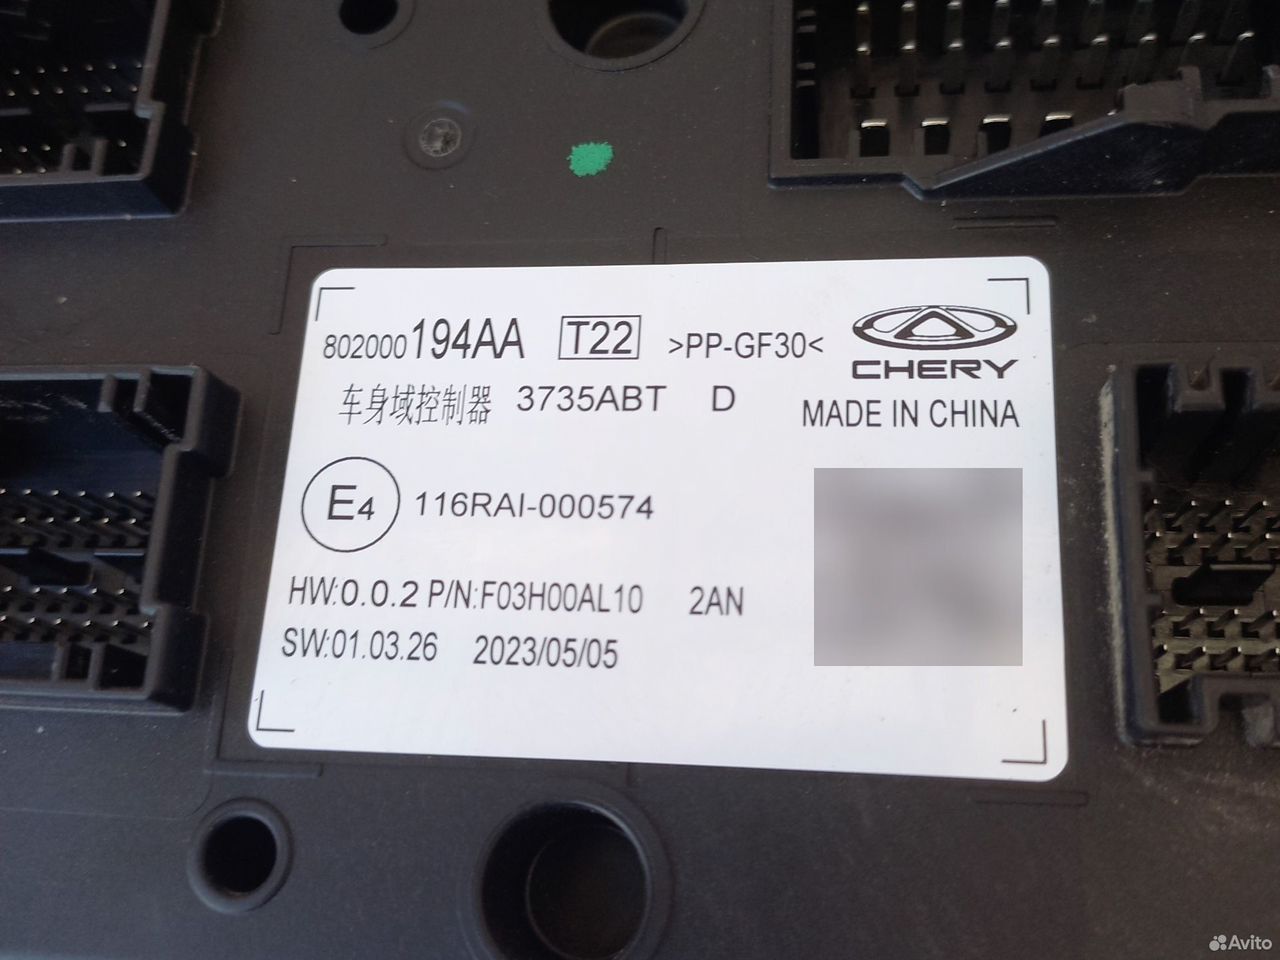 802000194AA T22 >PP-GF30<
CHERY
车身域控制器 3735ABT D MADE IN CHINA
E4 116RAI-000574
HW:0.0.2 P/N:F03H00AL10 2AN
SW:01.03.26 2023/05/05
Avito